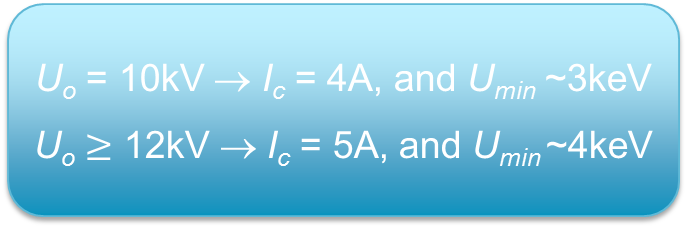 Uo = 10kV → Ic = 4A, and Umin ~3keV
Uo ≥ 12kV → Ic = 5A, and Umin ~4keV